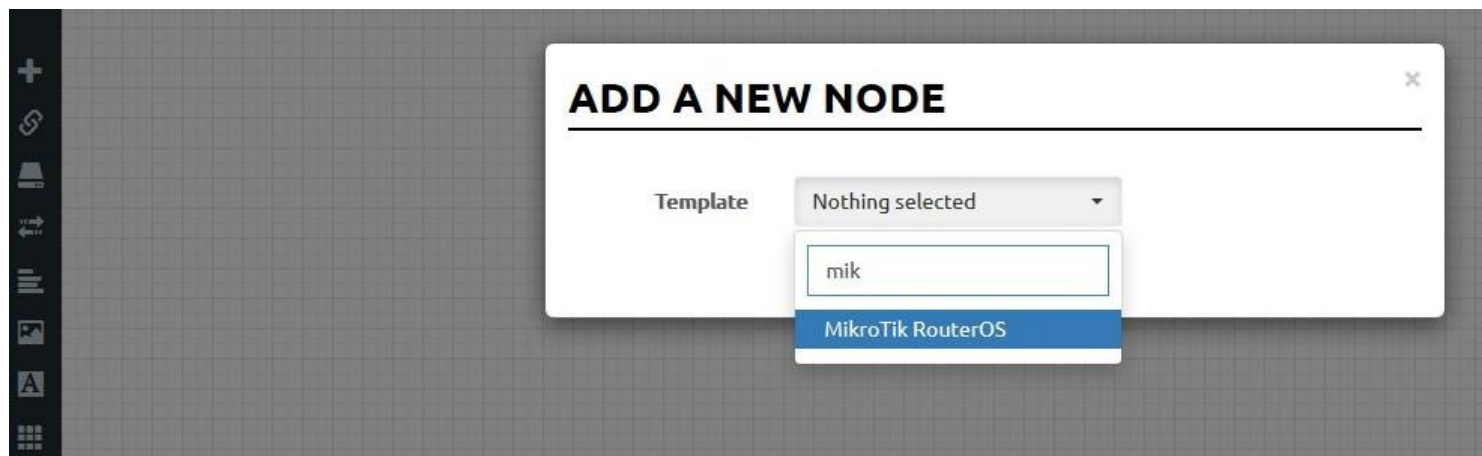 ADD A NEW NODE
×
Template
Nothing selected
mik
MikroTik RouterOS
A